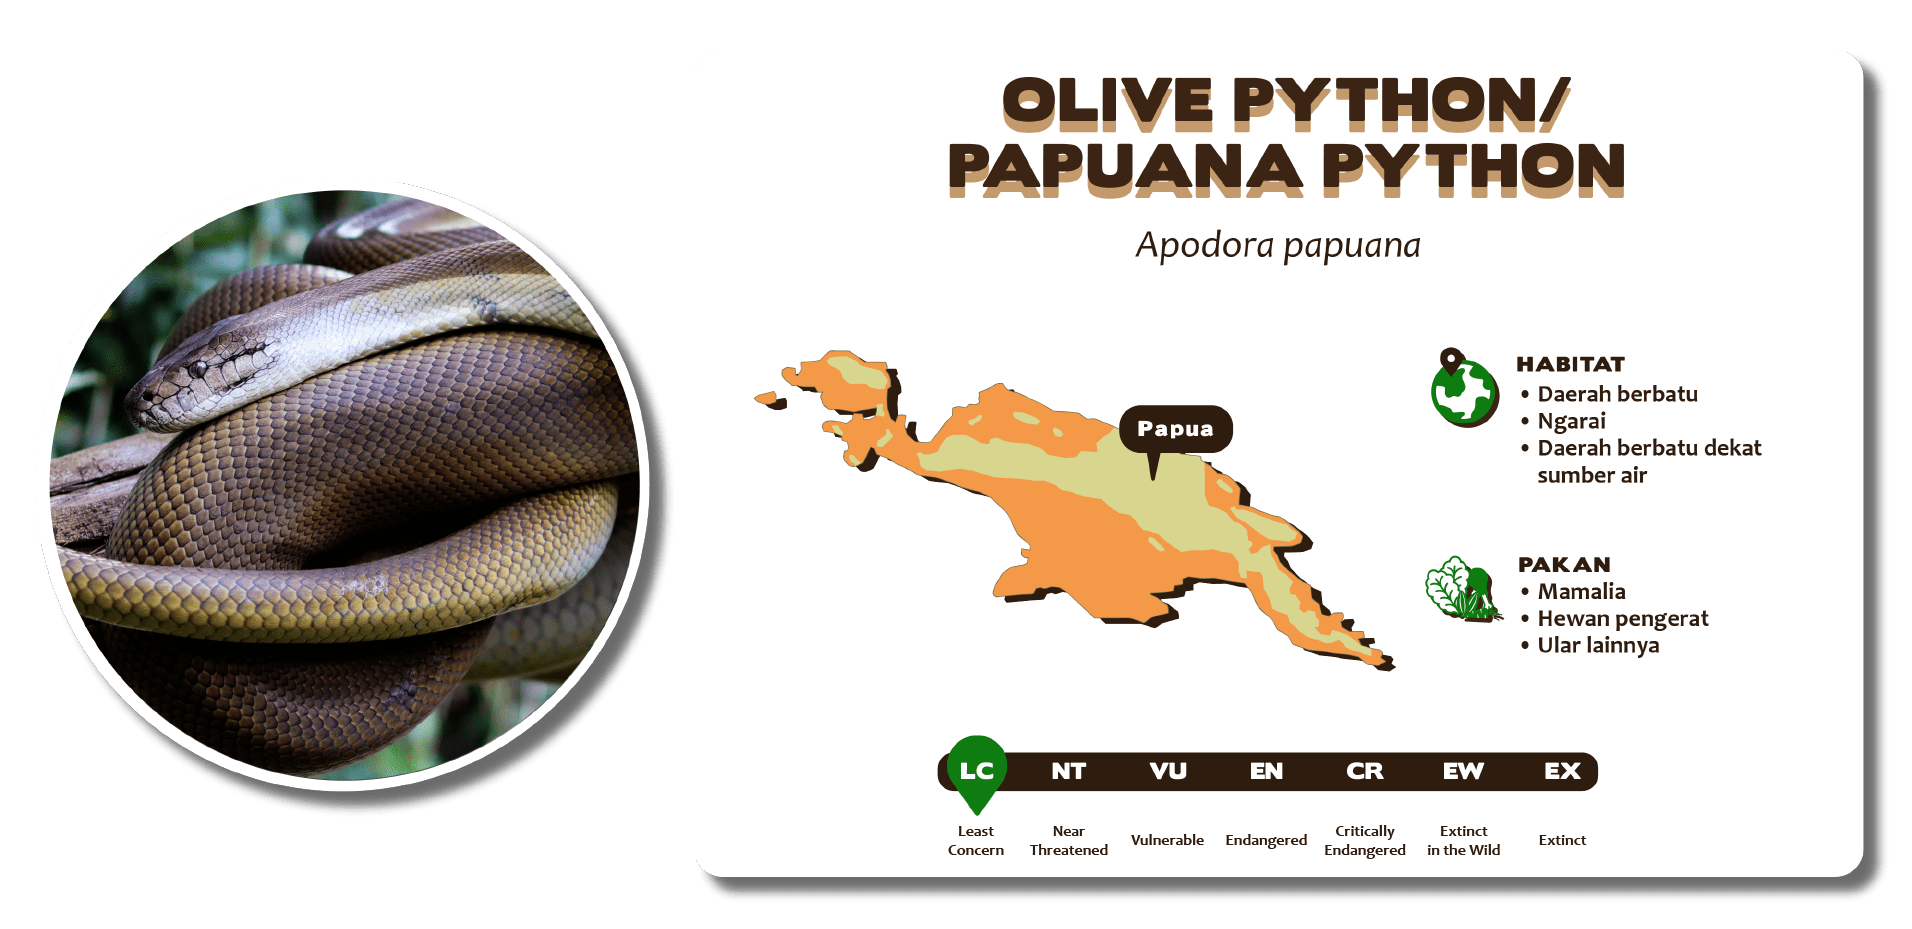 OLIVE PYTHON/
PAPUANA PYTHON
Apodora papuana
Papua
HABITAT
• Daerah berbatu
• Ngarai
• Daerah berbatu dekat
sumber air
PAKAN
• Mamalia
• Hewan pengerat
• Ular lainnya
LC NT VU EN CR EW EX
Least Concern
Near Threatened
Vulnerable
Endangered
Critically Endangered
Extinct in the Wild
Extinct